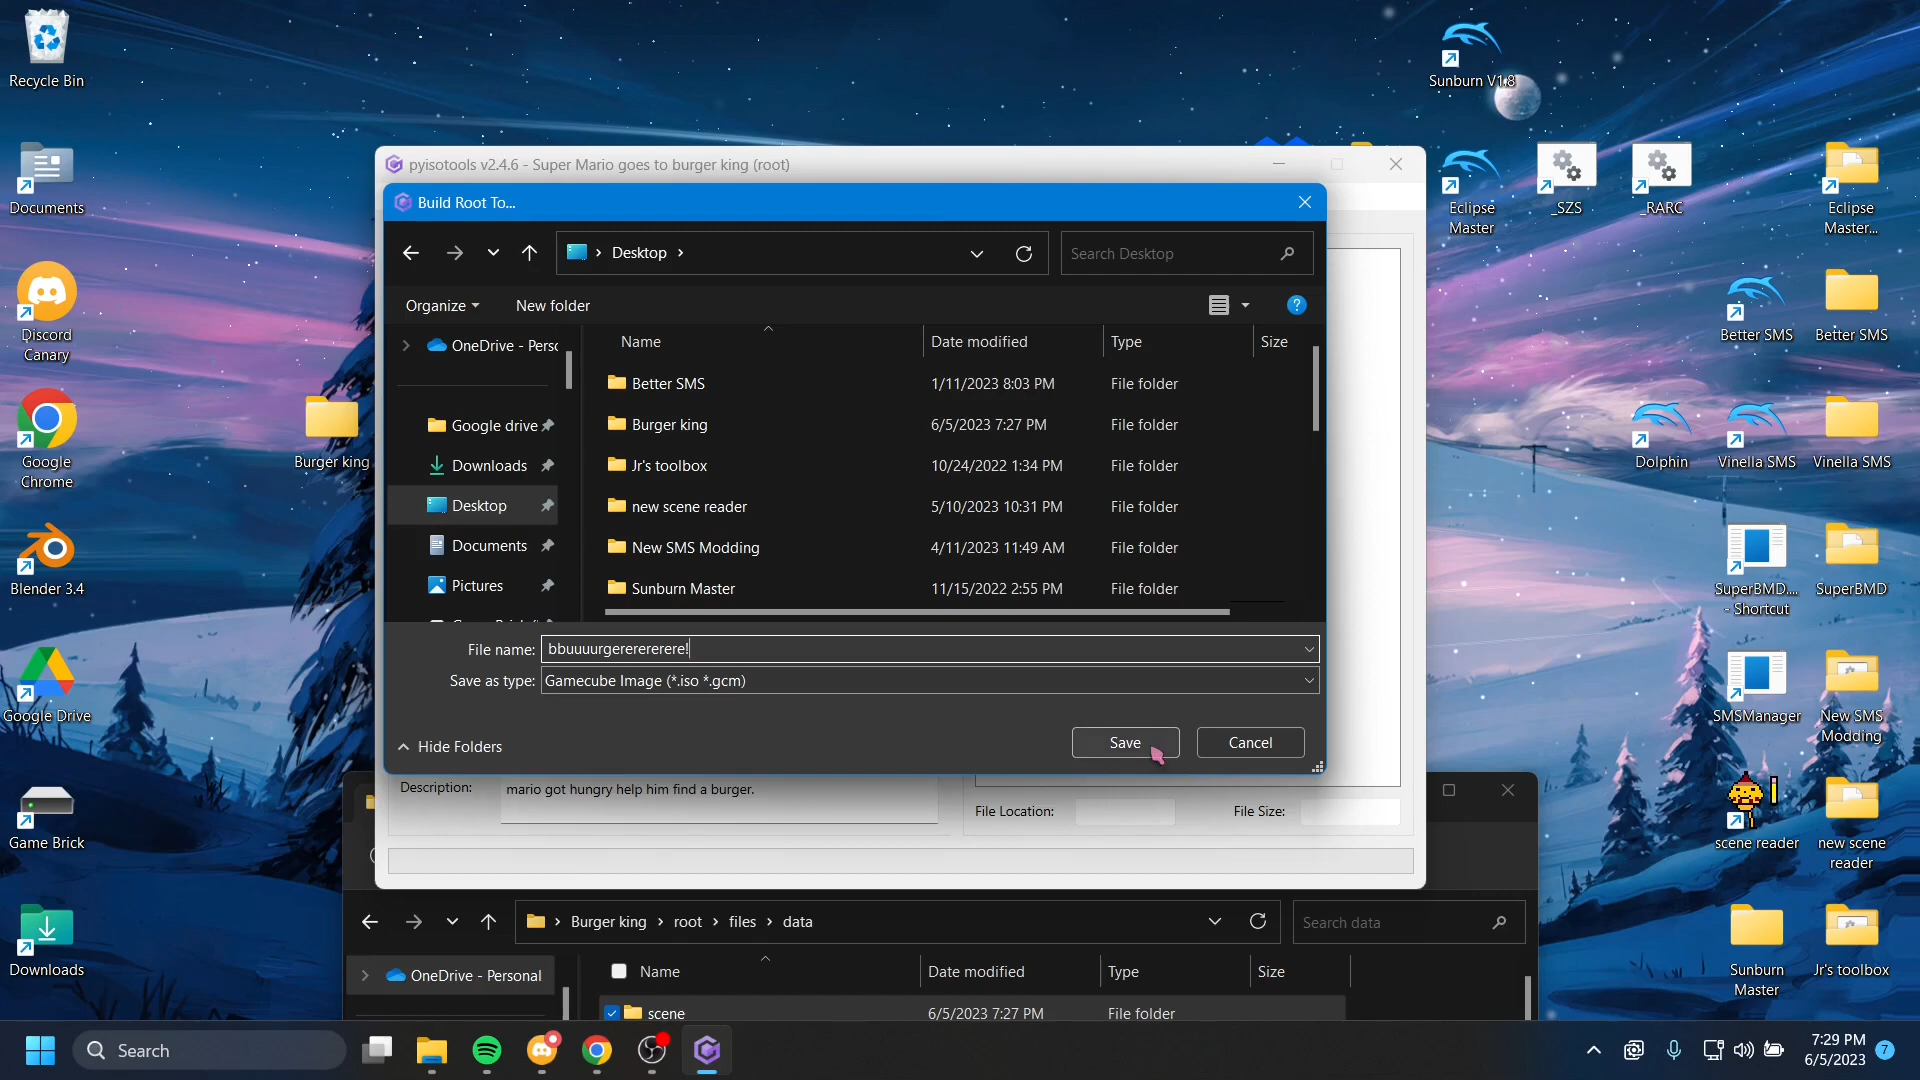 Recycle Bin
Documents
Discord
Canary
Google
Chrome
Blender 3.4
Google Drive
Game Brick
Downloads
Burger king
pyisotools v2.4.6 - Super Mario goes to burger king (root)
Build Root To...
Desktop
Search Desktop
Organize
New folder
?
OneDrive - Persc
Google drive
Downloads
Desktop
Documents
Pictures
Name Date modified Type Size
Better SMS 1/11/2023 8:03 PM File folder
Burger king 6/5/2023 7:27 PM File folder
Jr's toolbox 10/24/2022 1:34 PM File folder
new scene reader 5/10/2023 10:31 PM File folder
New SMS Modding 4/11/2023 11:49 AM File folder
Sunburn Master 11/15/2022 2:55 PM File folder
File name: bbuuuurgerererere!
Save as type: Gamecube Image (*.iso *.gcm)
Hide Folders
Save
Cancel
Description: mario got hungry help him find a burger.
File Location:
File Size:
Burger king root files data
Search data
OneDrive - Personal
Name Date modified Type Size
scene 6/5/2023 7:27 PM File folder
Sunburn V1.8
Eclipse
Master
_SZS
_RARC
Eclipse
Master...
Better SMS
Better SMS
Dolphin
Vinella SMS
Vinella SMS
SuperBMD....
- Shortcut
SuperBMD
SMSManager
New SMS
Modding
scene reader
new scene
reader
Sunburn
Master
Jr's toolbox
Search
7:29 PM
6/5/2023
7